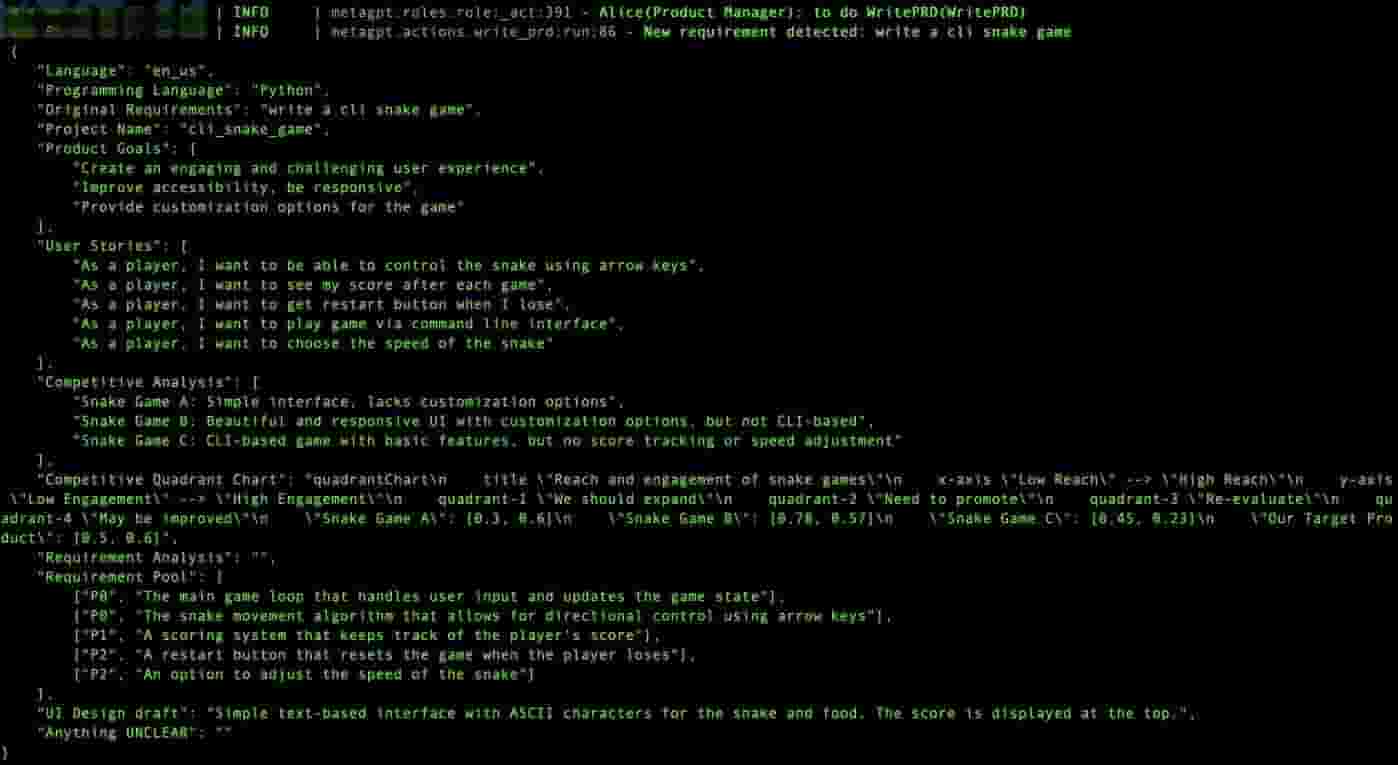 | INFO | metagpt.roles.role:_act:391 - Alice(Product Manager): to do WritePRD(WritePRD)
| INFO | metagpt.actions.write_prd:run:86 - New requirement detected: write a cli snake game
{
"Language": "en_us",
"Programming Language": "Python",
"Original Requirements": "write a cli snake game",
"Project Name": "cli_snake_game",
"Product Goals": [
"Create an engaging and challenging user experience",
"Improve accessibility, be responsive",
"Provide customization options for the game"
],
"User Stories": [
"As a player, I want to be able to control the snake using arrow keys",
"As a player, I want to see my score after each game",
"As a player, I want to get restart button when I lose",
"As a player, I want to play game via command line interface",
"As a player, I want to choose the speed of the snake"
],
"Competitive Analysis": [
"Snake Game A: Simple interface, lacks customization options",
"Snake Game B: Beautiful and responsive UI with customization options, but not CLI-based",
"Snake Game C: CLI-based game with basic features, but no score tracking or speed adjustment"
],
"Competitive Quadrant Chart": "quadrantChart\n title \"Reach and engagement of snake games\"\n x-axis \"Low Reach\" --> \"High Reach\"\n y-axis
\"Low Engagement\" --> \"High Engagement\"\n quadrant-1 \"We should expand\"\n quadrant-2 \"Need to promote\"\n quadrant-3 \"Re-evaluate\"\n qu
adrant-4 \"May be improved\"\n \"Snake Game A\": [0.3, 0.6]\n \"Snake Game B\": [0.78, 0.57]\n \"Snake Game C\": [0.45, 0.23]\n \"Our Target Pro
duct\": [0.5, 0.6]",
"Requirement Analysis": "",
"Requirement Pool": [
["P0", "The main game loop that handles user input and updates the game state"],
["P0", "The snake movement algorithm that allows for directional control using arrow keys"],
["P1", "A scoring system that keeps track of the player's score"],
["P2", "A restart button that resets the game when the player loses"],
["P2", "An option to adjust the speed of the snake"]
],
"UI Design draft": "Simple text-based interface with ASCII characters for the snake and food. The score is displayed at the top.",
"Anything UNCLEAR": ""
}